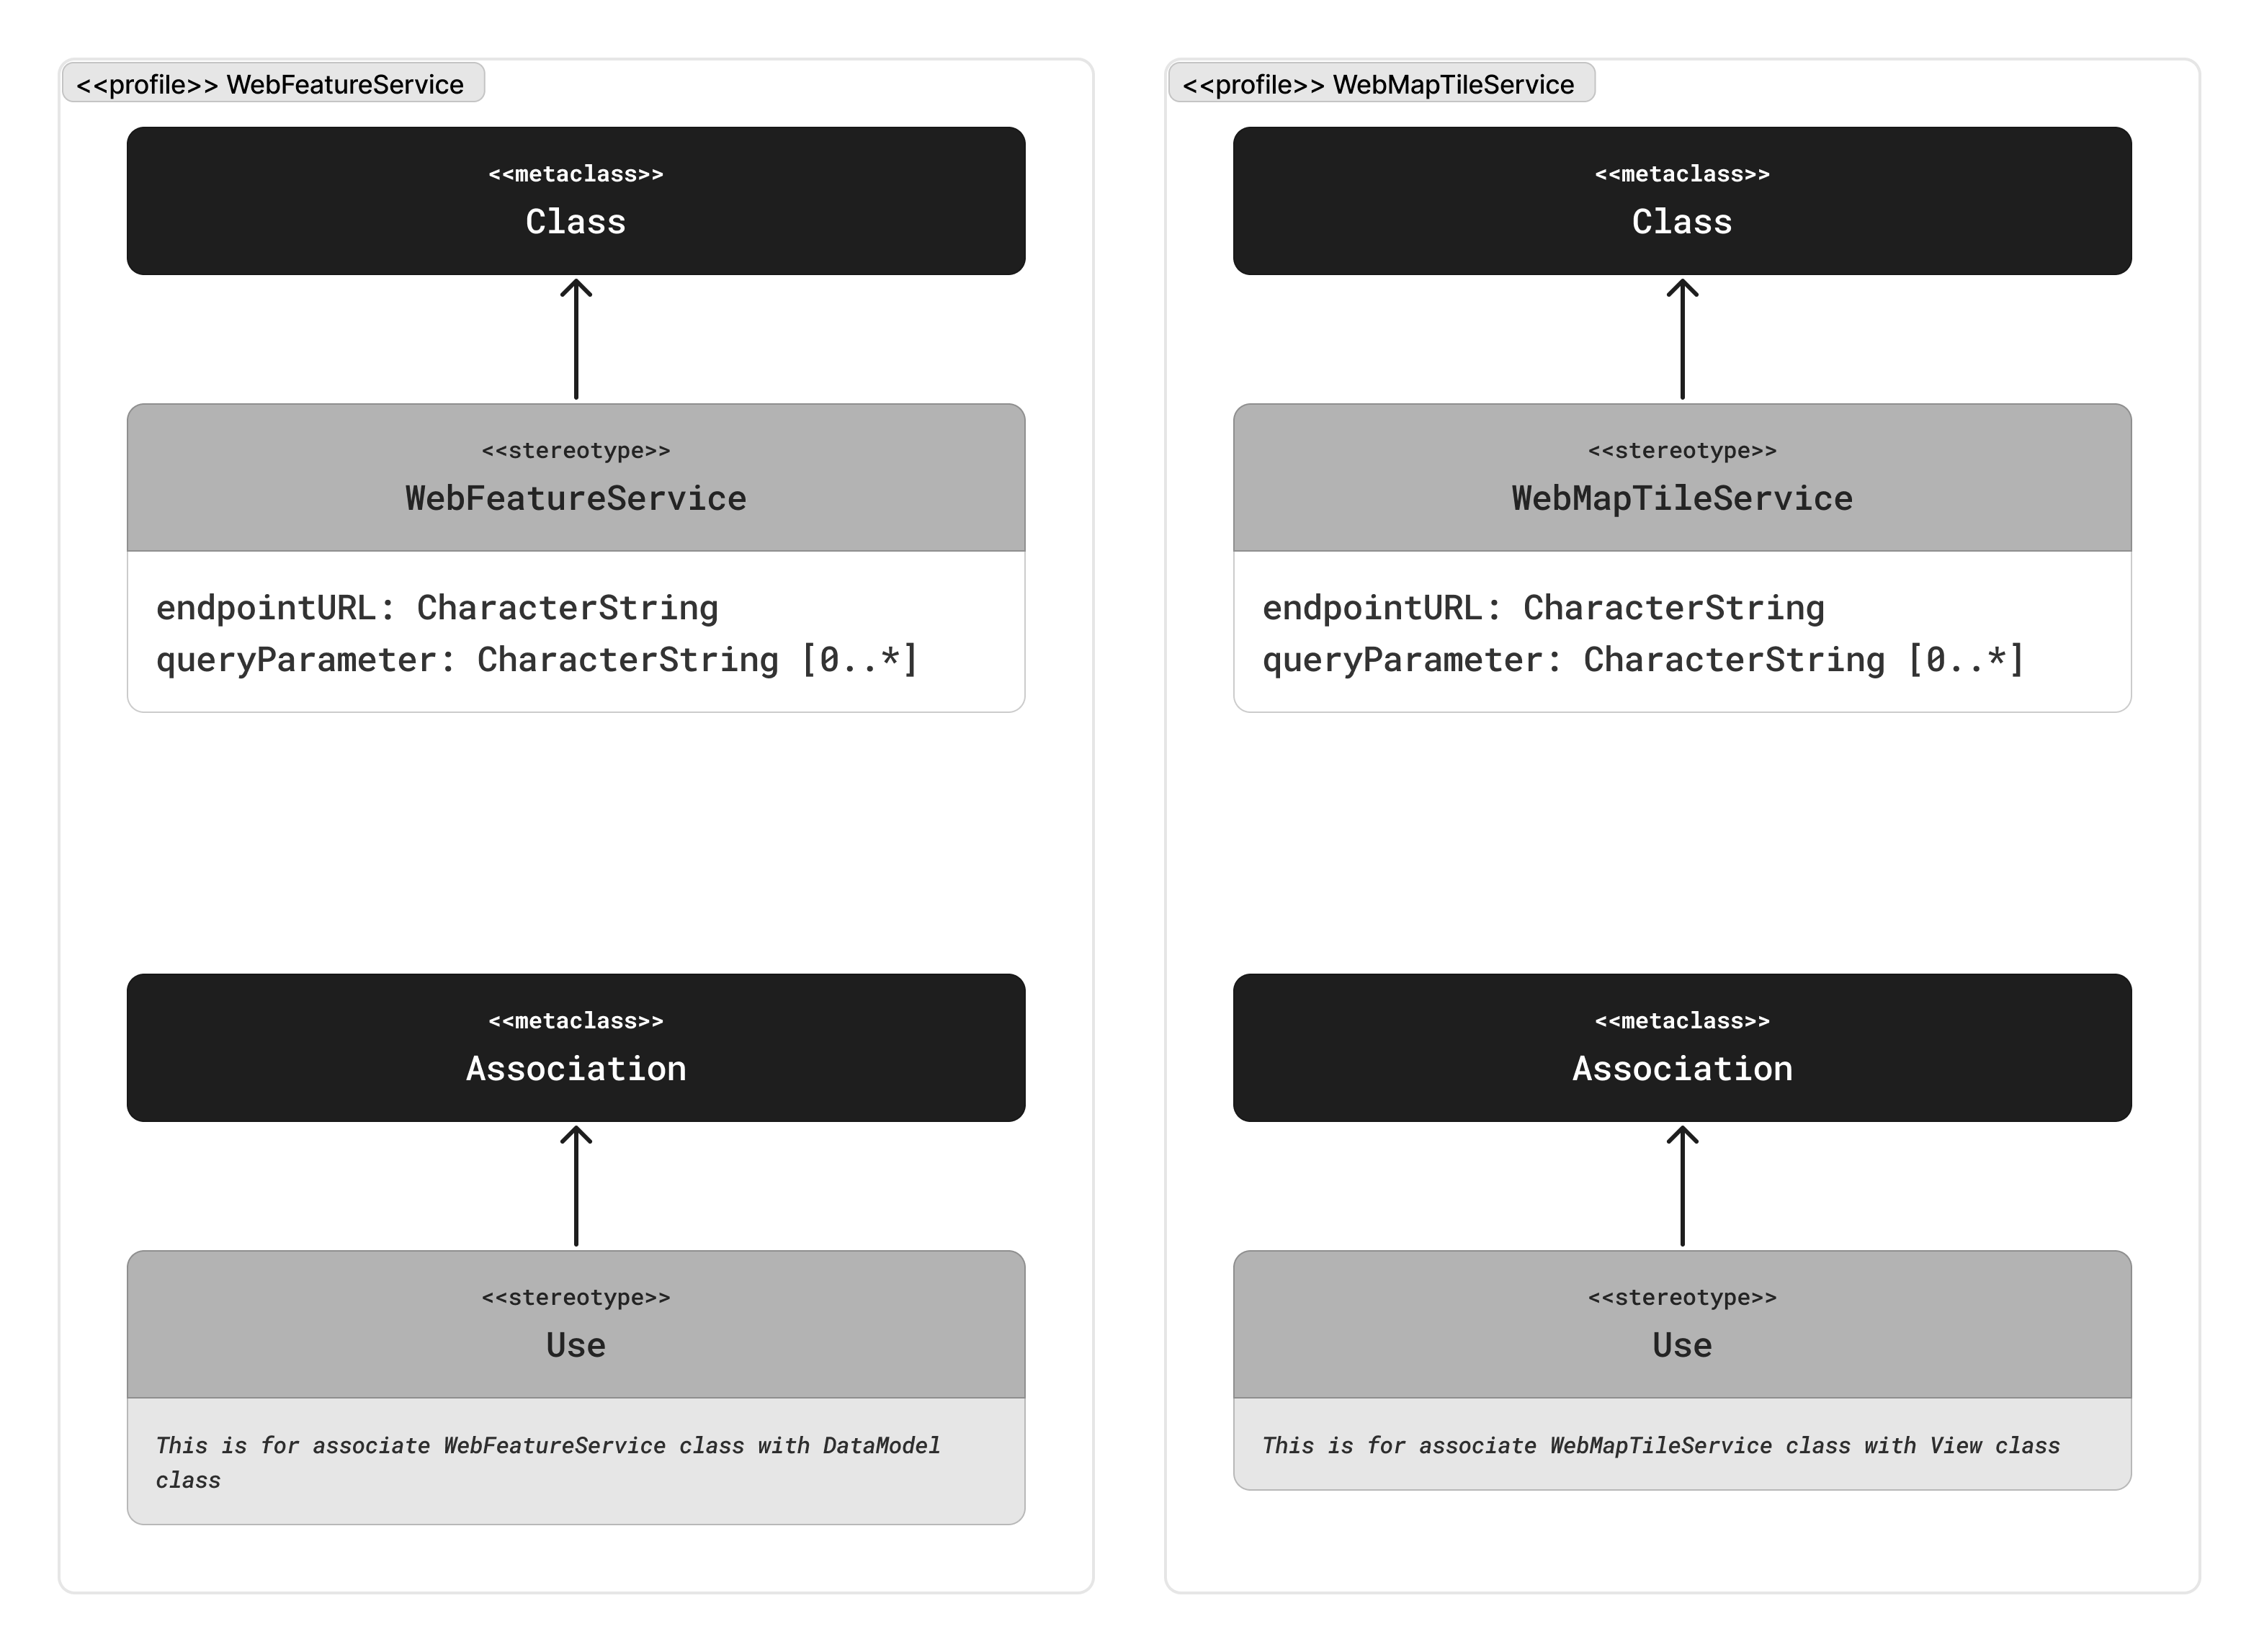 <<profile>> WebFeatureService
<<metaclass>>
Class
<<stereotype>>
WebFeatureService
endpointURL: CharacterString
queryParameter: CharacterString [0..*]
<<metaclass>>
Association
<<stereotype>>
Use
This is for associate WebFeatureService class with DataModel
class
<<profile>> WebMapTileService
<<metaclass>>
Class
<<stereotype>>
WebMapTileService
endpointURL: CharacterString
queryParameter: CharacterString [0..*]
<<metaclass>>
Association
<<stereotype>>
Use
This is for associate WebMapTileService class with View class